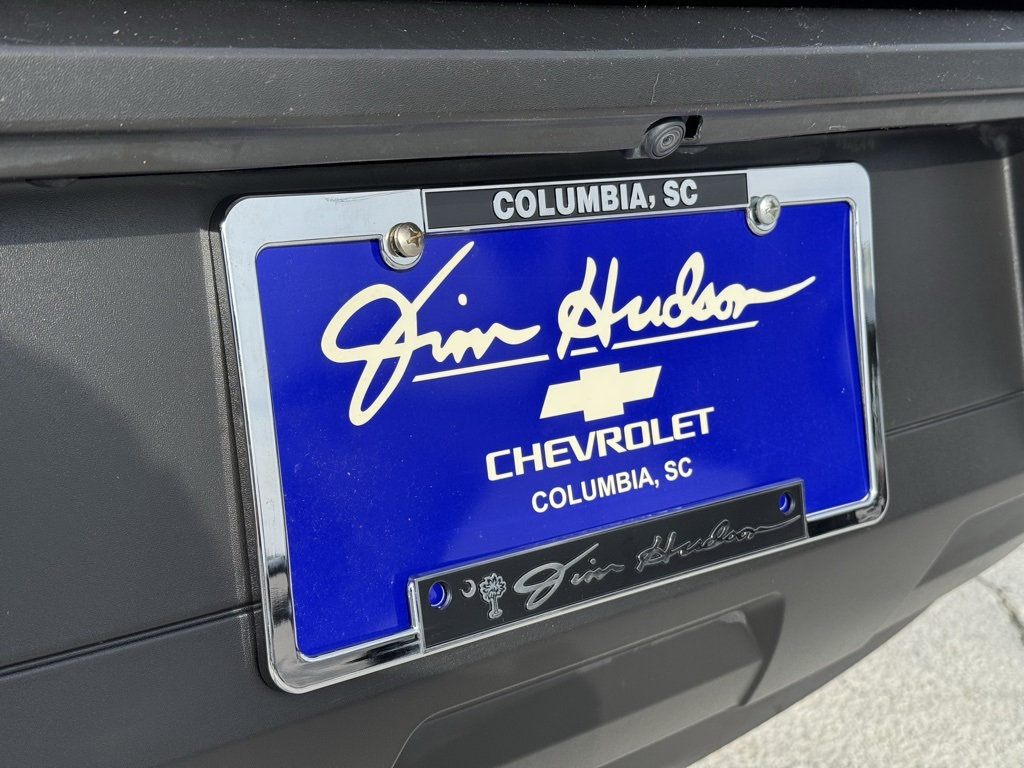 COLUMBIA, SC
Jim Hudson
CHEVROLET
COLUMBIA, SC
Jim Hudson